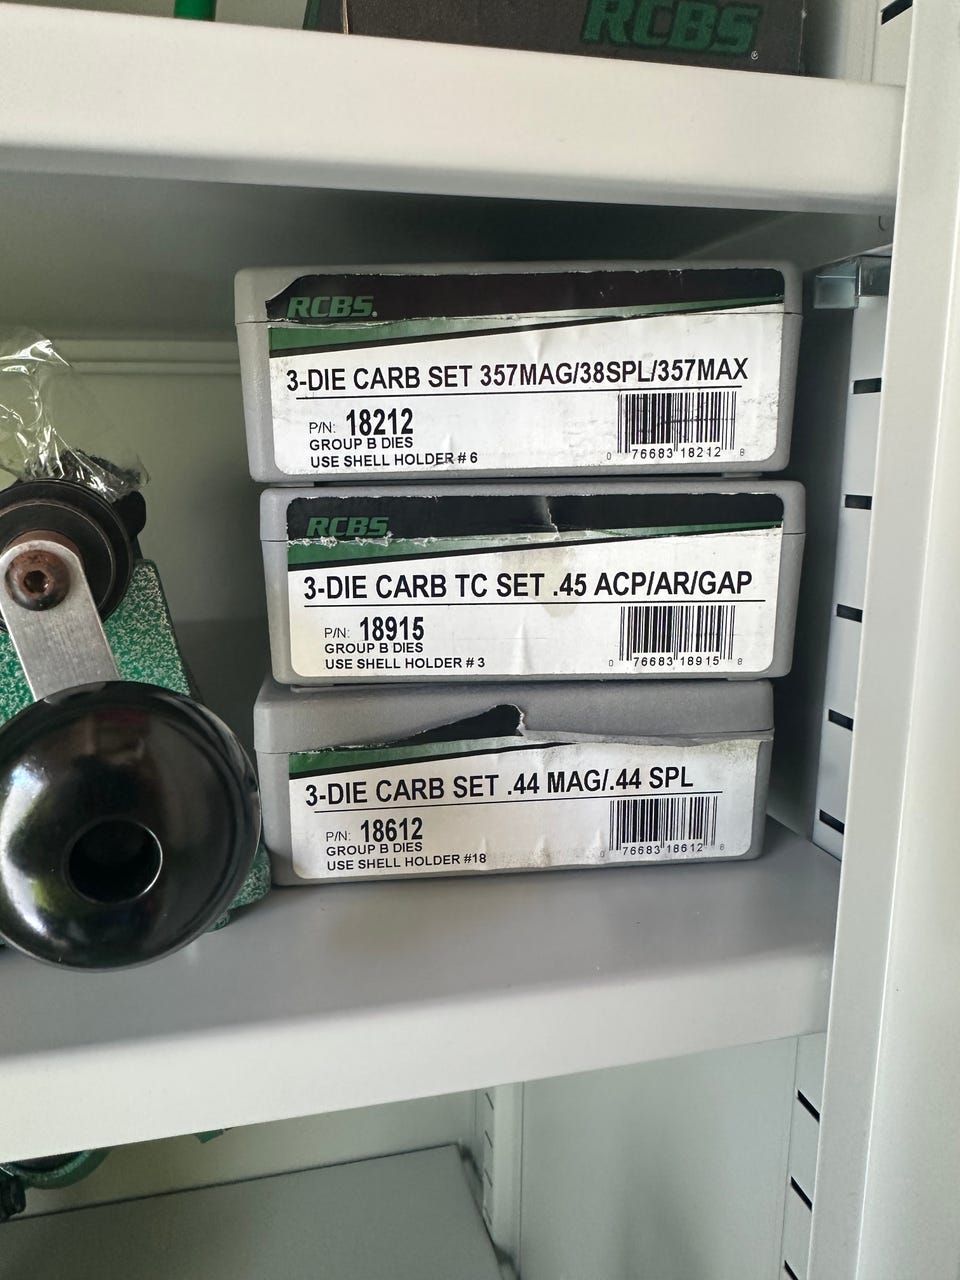 RCBS®
RCBS.
3-DIE CARB SET 357MAG/38SPL/357MAX
P/N: 18212
GROUP B DIES
USE SHELL HOLDER # 6
0 76683 18212 8
RCBS.
3-DIE CARB TC SET .45 ACP/AR/GAP
P/N: 18915
GROUP B DIES
USE SHELL HOLDER # 3
0 76683 18915 8
3-DIE CARB SET .44 MAG/.44 SPL
P/N: 18612
GROUP B DIES
USE SHELL HOLDER #18
0 76683 18612 8